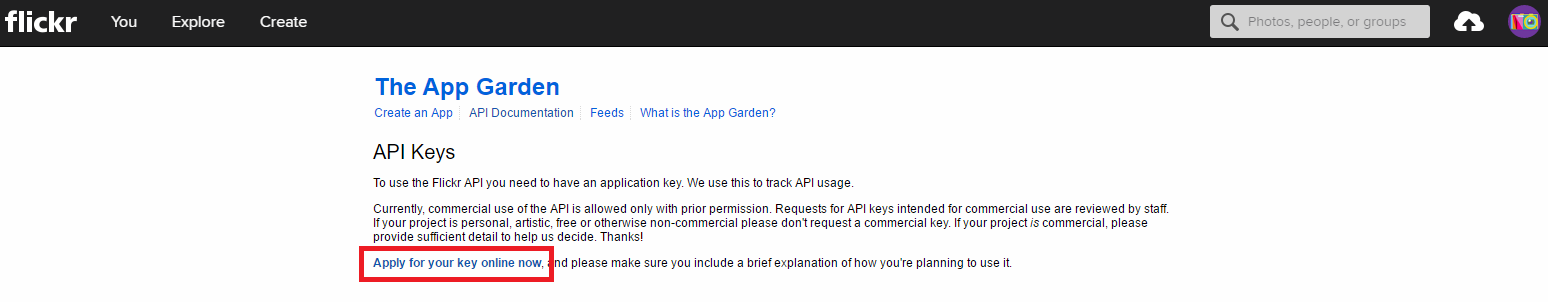 flickr You Explore Create Photos, people, or groups
The App Garden
Create an App API Documentation Feeds What is the App Garden?
API Keys
To use the Flickr API you need to have an application key. We use this to track API usage.
Currently, commercial use of the API is allowed only with prior permission. Requests for API keys intended for commercial use are reviewed by staff.
If your project is personal, artistic, free or otherwise non-commercial please don't request a commercial key. If your project is commercial, please
provide sufficient detail to help us decide. Thanks!
Apply for your key online now, and please make sure you include a brief explanation of how you're planning to use it.